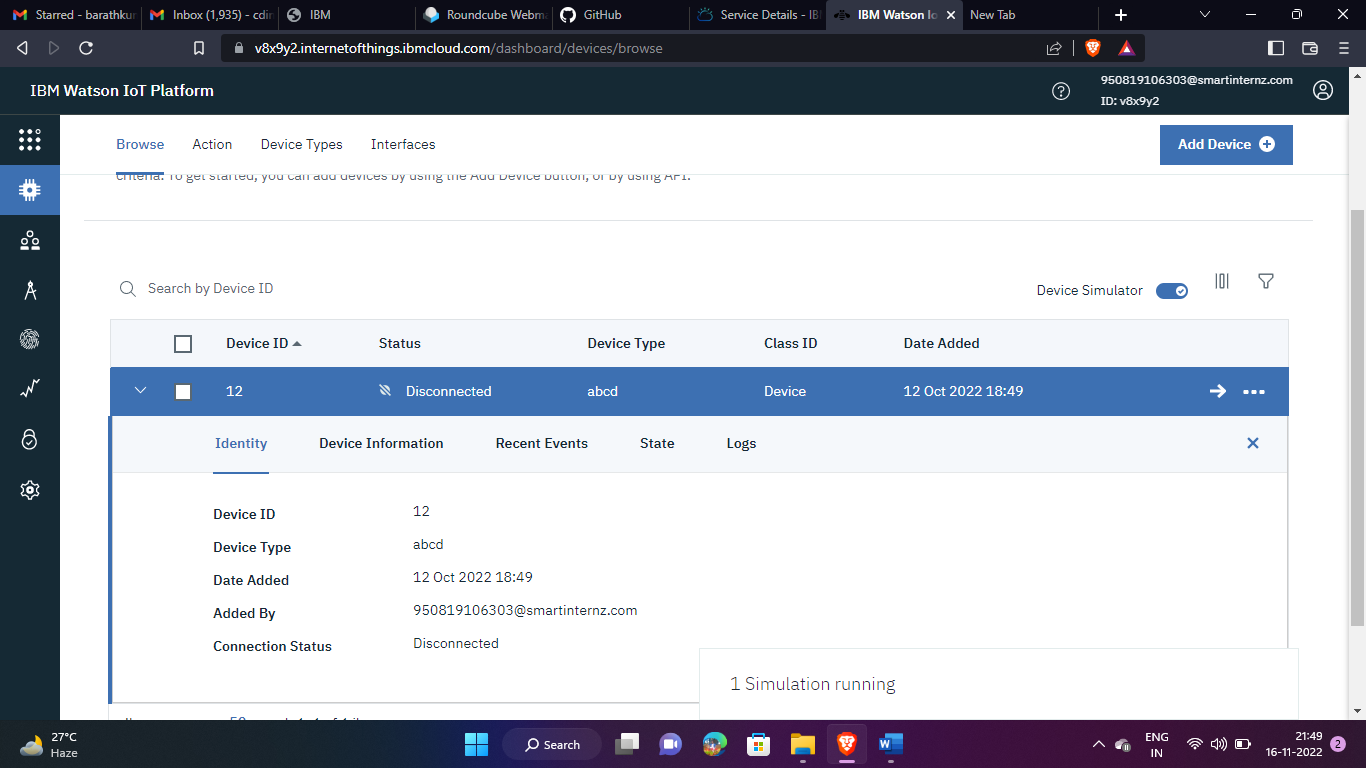 Starred - barathkur
Inbox (1,935) - cdir
IBM
Roundcube Webma
GitHub
Service Details - IB
IBM Watson Io
New Tab
v8x9y2.internetofthings.ibmcloud.com/dashboard/devices/browse
IBM Watson IoT Platform
950819106303@smartinternz.com
ID: v8x9y2
Browse Action Device Types Interfaces
Add Device
criteria. To get started, you can add devices by using the Add Device button, or by using API.
Search by Device ID
Device Simulator
Device ID Status Device Type Class ID Date Added
12 Disconnected abcd Device 12 Oct 2022 18:49
Identity Device Information Recent Events State Logs
Device ID 12
Device Type abcd
Date Added 12 Oct 2022 18:49
Added By 950819106303@smartinternz.com
Connection Status Disconnected
1 Simulation running
27°C
Haze
Search
ENG
IN
21:49
16-11-2022
2